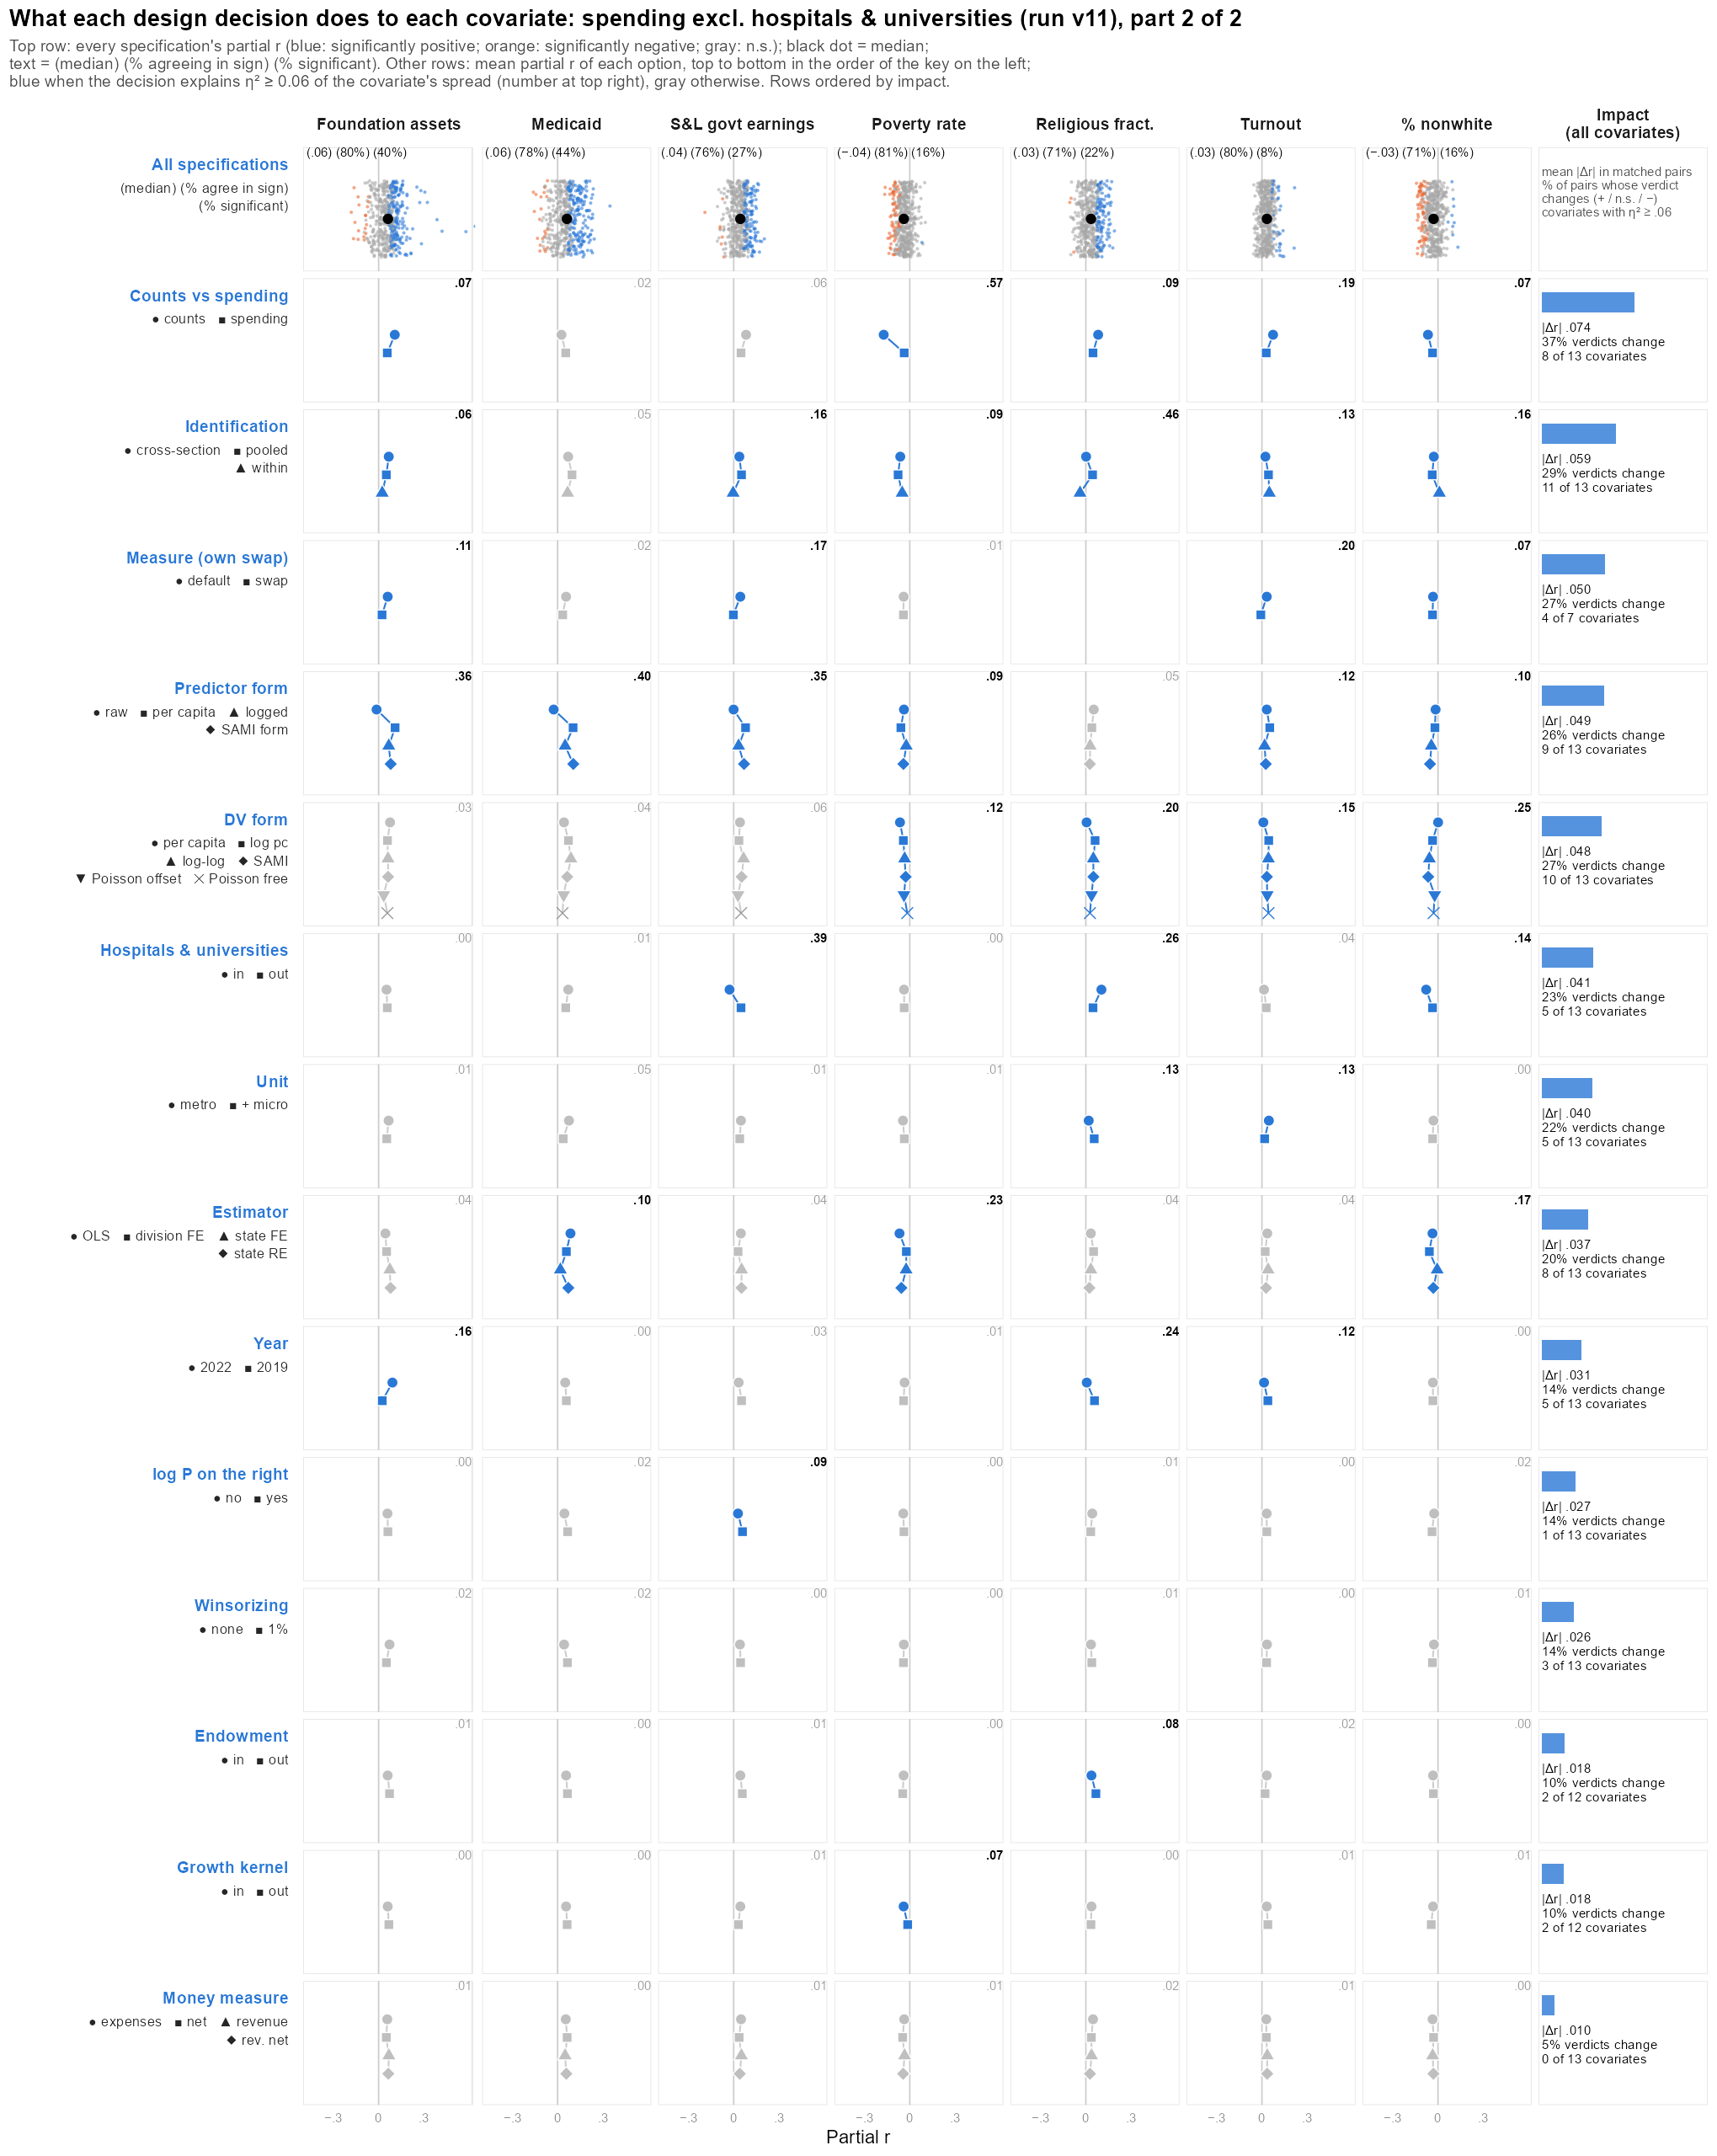 What each design decision does to each covariate: spending excl. hospitals & universities (run v11), part 2 of 2
Top row: every specification's partial r (blue: significantly positive; orange: significantly negative; gray: n.s.); black dot = median;
text = (median) (% agreeing in sign) (% significant). Other rows: mean partial r of each option, top to bottom in the order of the key on the left;
blue when the decision explains η² ≥ 0.06 of the covariate's spread (number at top right), gray otherwise. Rows ordered by impact.
Foundation assets Medicaid S&L govt earnings Poverty rate Religious fract. Turnout % nonwhite Impact
(all covariates)
All specifications
(median) (% agree in sign)
(% significant)
(.06) (80%) (40%) (.06) (78%) (44%) (.04) (76%) (27%) (−.04) (81%) (16%) (.03) (71%) (22%) (.03) (80%) (8%) (−.03) (71%) (16%)
mean |Δr| in matched pairs
% of pairs whose verdict
changes (+ / n.s. / −)
covariates with η² ≥ .06
Counts vs spending
● counts ■ spending
.07 .02 .06 .57 .09 .19 .07
|Δr| .074
37% verdicts change
8 of 13 covariates
Identification
● cross-section ■ pooled
▲ within
.06 .05 .16 .09 .46 .13 .16
|Δr| .059
29% verdicts change
11 of 13 covariates
Measure (own swap)
● default ■ swap
.11 .02 .17 .01 .20 .07
|Δr| .050
27% verdicts change
4 of 7 covariates
Predictor form
● raw ■ per capita ▲ logged
◆ SAMI form
.36 .40 .35 .09 .05 .12 .10
|Δr| .049
26% verdicts change
9 of 13 covariates
DV form
● per capita ■ log pc
▲ log-log ◆ SAMI
▼ Poisson offset × Poisson free
.03 .04 .06 .12 .20 .15 .25
|Δr| .048
27% verdicts change
10 of 13 covariates
Hospitals & universities
● in ■ out
.00 .01 .39 .00 .26 .04 .14
|Δr| .041
23% verdicts change
5 of 13 covariates
Unit
● metro ■ + micro
.01 .05 .01 .01 .13 .13 .00
|Δr| .040
22% verdicts change
5 of 13 covariates
Estimator
● OLS ■ division FE ▲ state FE
◆ state RE
.04 .10 .04 .23 .04 .04 .17
|Δr| .037
20% verdicts change
8 of 13 covariates
Year
● 2022 ■ 2019
.16 .00 .03 .01 .24 .12 .00
|Δr| .031
14% verdicts change
5 of 13 covariates
log P on the right
● no ■ yes
.00 .02 .09 .00 .01 .00 .02
|Δr| .027
14% verdicts change
1 of 13 covariates
Winsorizing
● none ■ 1%
.02 .02 .00 .00 .01 .00 .01
|Δr| .026
14% verdicts change
3 of 13 covariates
Endowment
● in ■ out
.01 .00 .01 .00 .08 .02 .00
|Δr| .018
10% verdicts change
2 of 12 covariates
Growth kernel
● in ■ out
.00 .00 .01 .07 .00 .01 .01
|Δr| .018
10% verdicts change
2 of 12 covariates
Money measure
● expenses ■ net ▲ revenue
◆ rev. net
.01 .00 .01 .01 .02 .01 .00
|Δr| .010
5% verdicts change
0 of 13 covariates
−.3 0 .3 −.3 0 .3 −.3 0 .3 −.3 0 .3 −.3 0 .3 −.3 0 .3 −.3 0 .3
Partial r